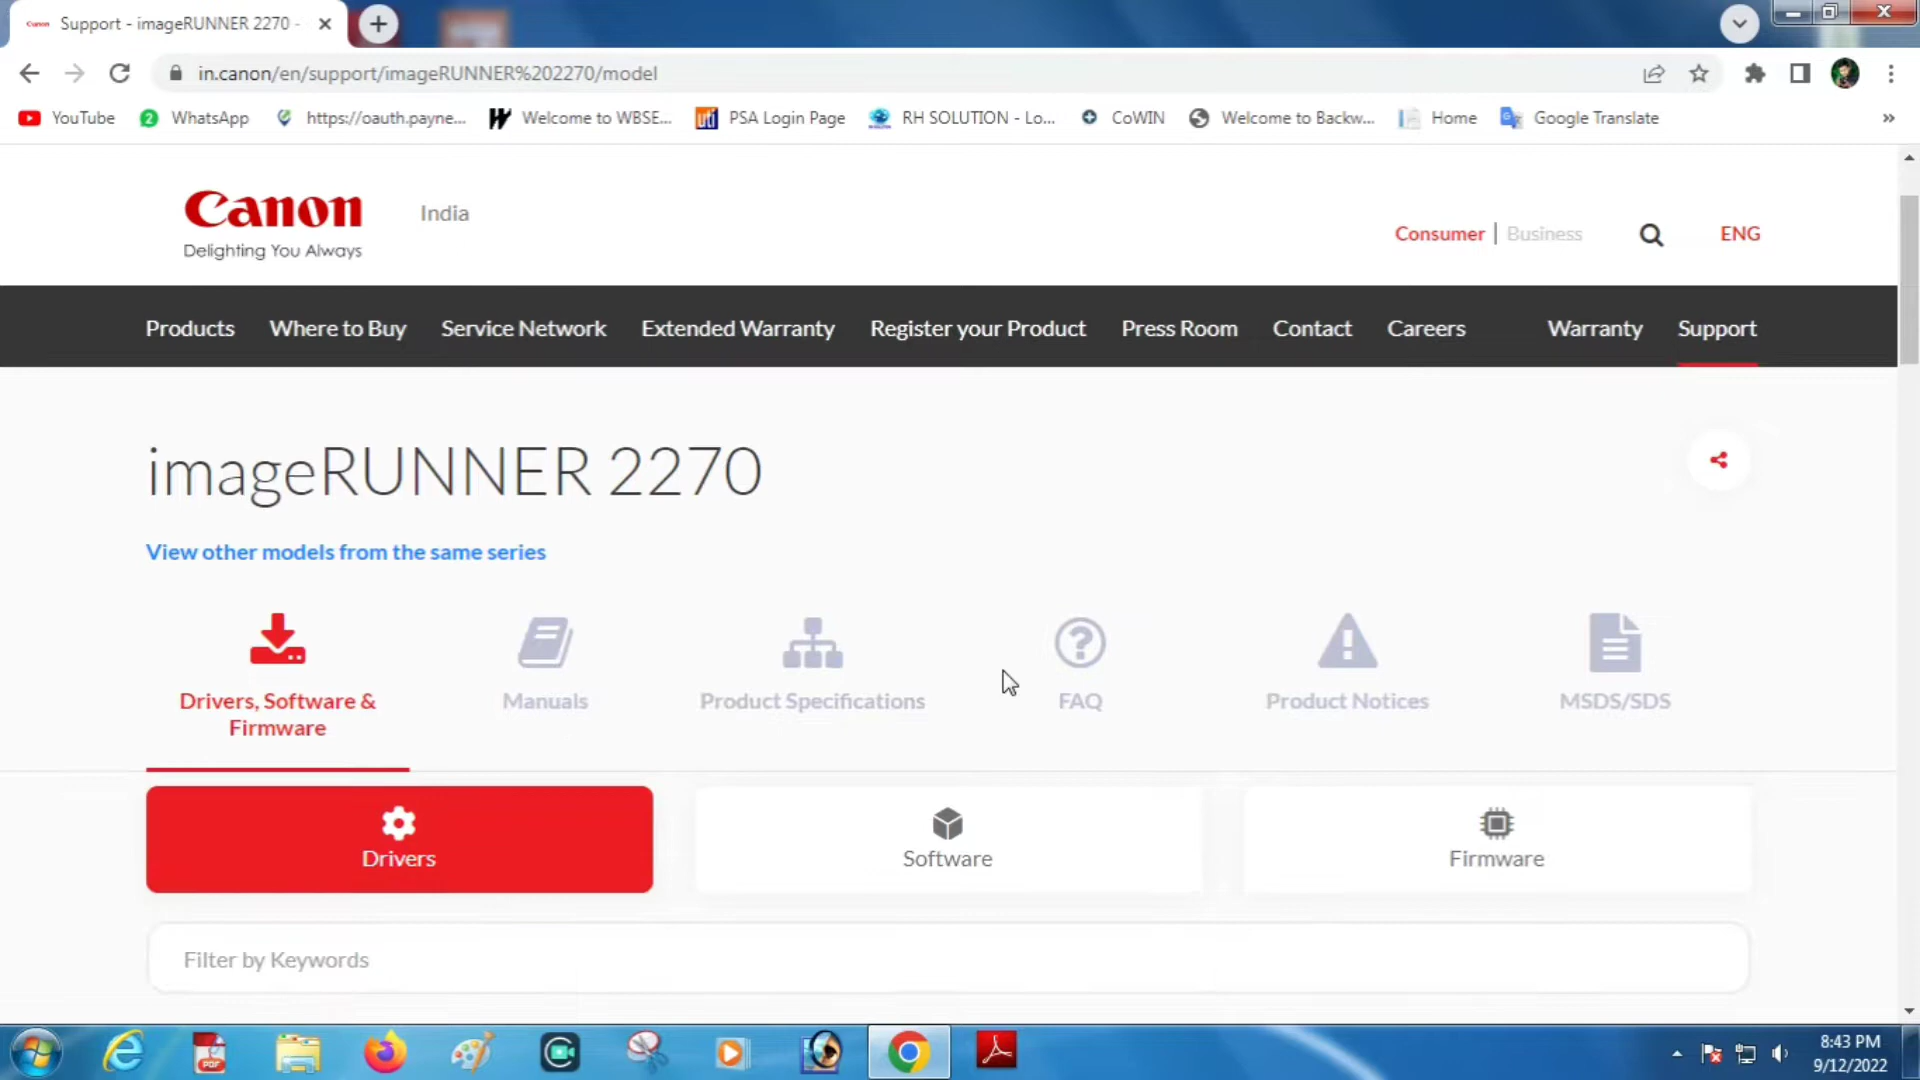 Canon Support - imageRUNNER 2270 -
in.canon/en/support/imageRUNNER%202270/model
YouTube WhatsApp https://oauth.payne... Welcome to WBSE... PSA Login Page RH SOLUTION - Lo... CoWIN Welcome to Backw... Home Google Translate »
Canon India
Delighting You Always
Consumer | Business ENG
Products Where to Buy Service Network Extended Warranty Register your Product Press Room Contact Careers Warranty Support
imageRUNNER 2270
View other models from the same series
Drivers, Software & Manuals Product Specifications FAQ Product Notices MSDS/SDS
Firmware
Drivers Software Firmware
Filter by Keywords
PDF
8:43 PM
9/12/2022